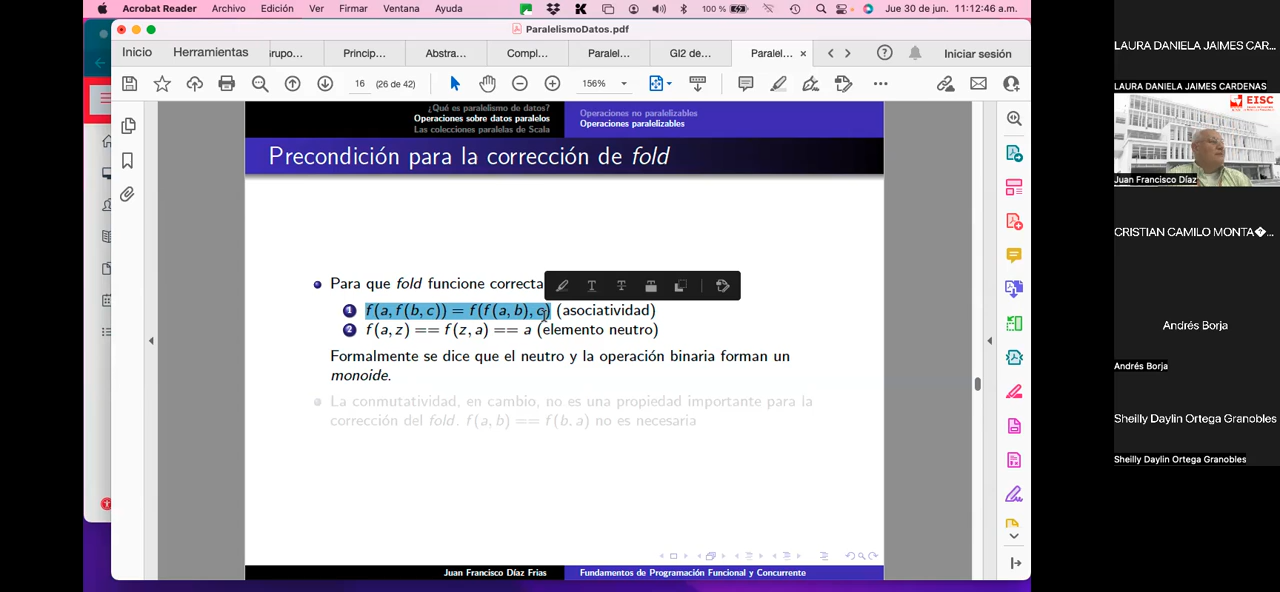 Acrobat Reader Archivo Edición Ver Firmar Ventana Ayuda 100 % Jue 30 de jun. 11:12:46 a.m.
ParalelismoDatos.pdf
Inicio Herramientas rupo... Princip... Abstra... Compl... Paralel... GI2 de... Paralel... × Iniciar sesión
16 (26 de 42) 156%
¿Qué es paralelismo de datos?
Operaciones sobre datos paralelos
Las colecciones paralelas de Scala
Operaciones no paralelizables
Operaciones paralelizables
Precondición para la corrección de fold
Para que fold funcione correcta
1 f(a, f(b, c)) = f(f(a, b), c) (asociatividad)
2 f(a, z) == f(z, a) == a (elemento neutro)
Formalmente se dice que el neutro y la operación binaria forman un
monoide.
La conmutatividad, en cambio, no es una propiedad importante para la
corrección del fold. f(a, b) == f(b, a) no es necesaria
Juan Francisco Díaz Frias Fundamentos de Programación Funcional y Concurrente
LAURA DANIELA JAIMES CAR...
LAURA DANIELA JAIMES CARDENAS
EISC
Juan Francisco Díaz
CRISTIAN CAMILO MONTA�...
Andrés Borja
Andrés Borja
Sheilly Daylin Ortega Granobles
Sheilly Daylin Ortega Granobles